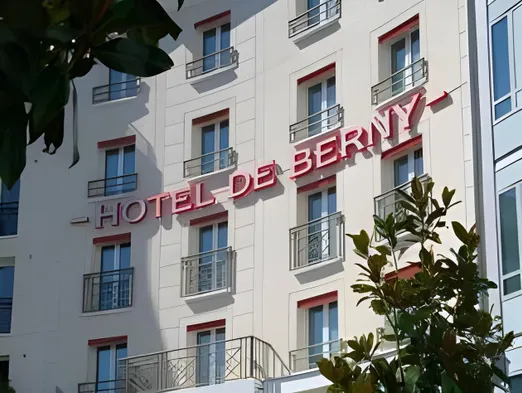 - HOTEL DE BERNY -